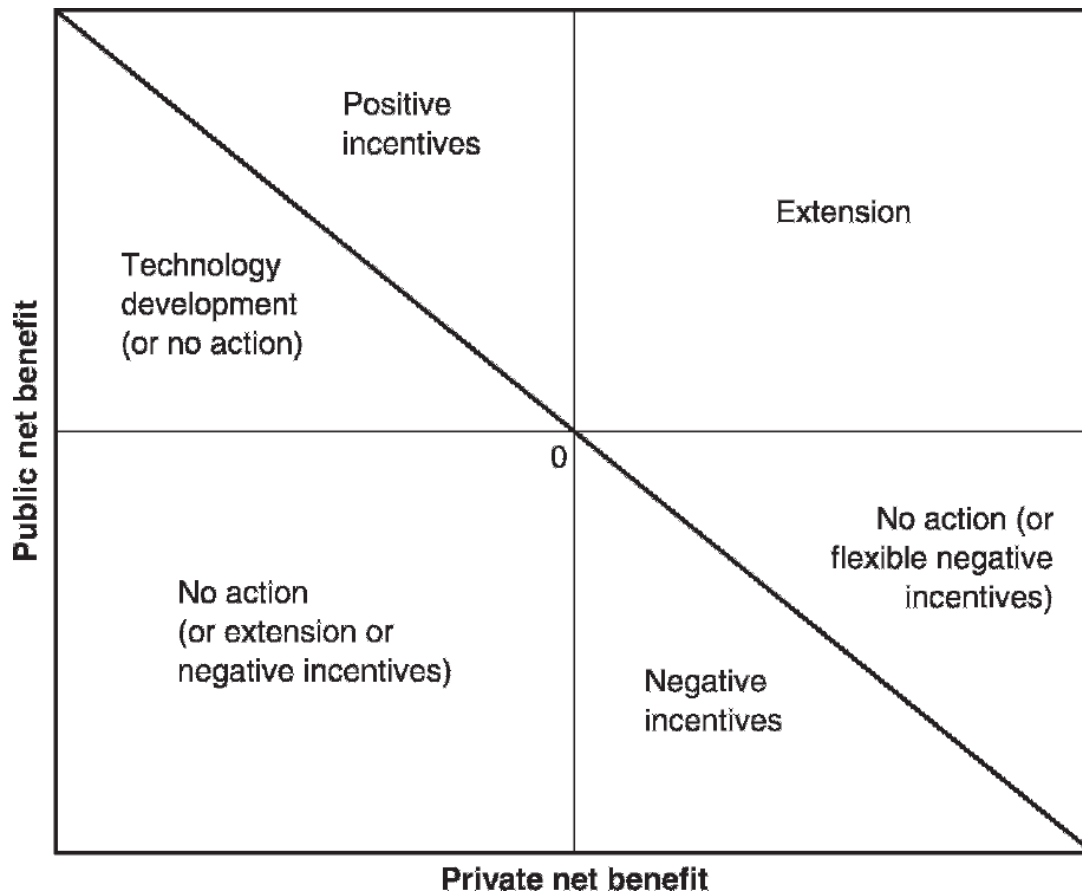 Positive
incentives
Extension
Technology
development
(or no action)
Public net benefit
0
No action (or
flexible negative
incentives)
No action
(or extension or
negative incentives)
Negative
incentives
Private net benefit